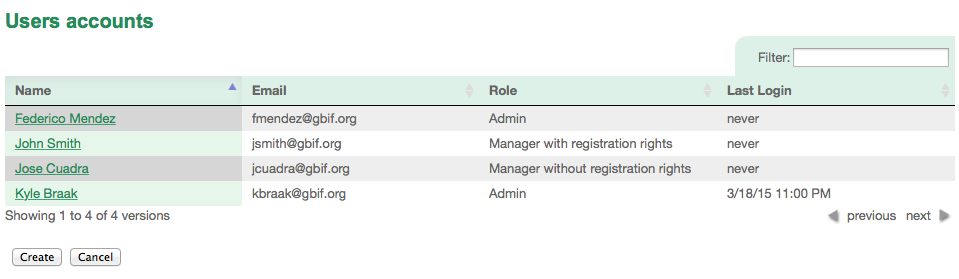 Users accounts
Filter:
Name Email Role Last Login
Federico Mendez fmendez@gbif.org Admin never
John Smith jsmith@gbif.org Manager with registration rights never
Jose Cuadra jcuadra@gbif.org Manager without registration rights never
Kyle Braak kbraak@gbif.org Admin 3/18/15 11:00 PM
Showing 1 to 4 of 4 versions previous next
Create Cancel